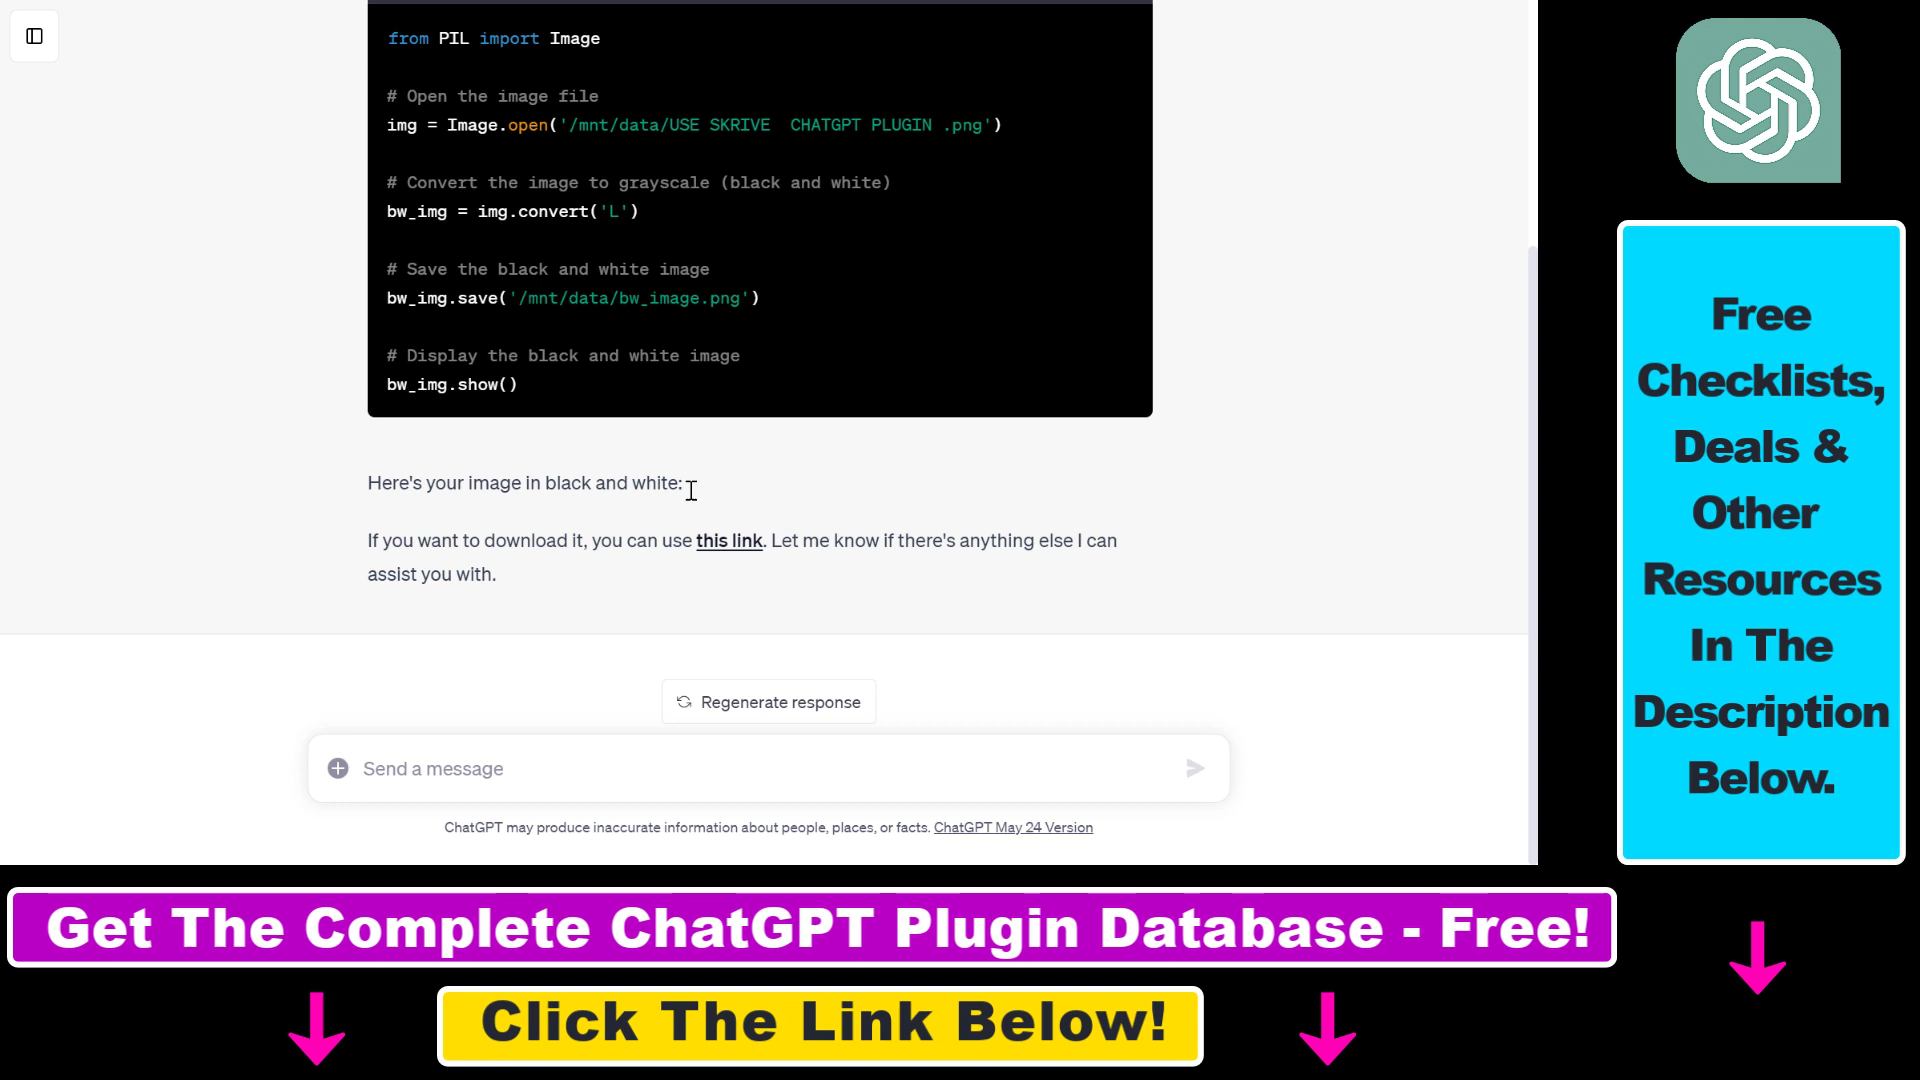 from PIL import Image
# Open the image file
img = Image.open('/mnt/data/USE SKRIVE  CHATGPT PLUGIN .png')
# Convert the image to grayscale (black and white)
bw_img = img.convert('L')
# Save the black and white image
bw_img.save('/mnt/data/bw_image.png')
# Display the black and white image
bw_img.show()
Here's your image in black and white:
If you want to download it, you can use this link. Let me know if there's anything else I can
assist you with.
Regenerate response
Send a message
ChatGPT may produce inaccurate information about people, places, or facts. ChatGPT May 24 Version
Free
Checklists,
Deals &
Other
Resources
In The
Description
Below.
Get The Complete ChatGPT Plugin Database - Free!
Click The Link Below!